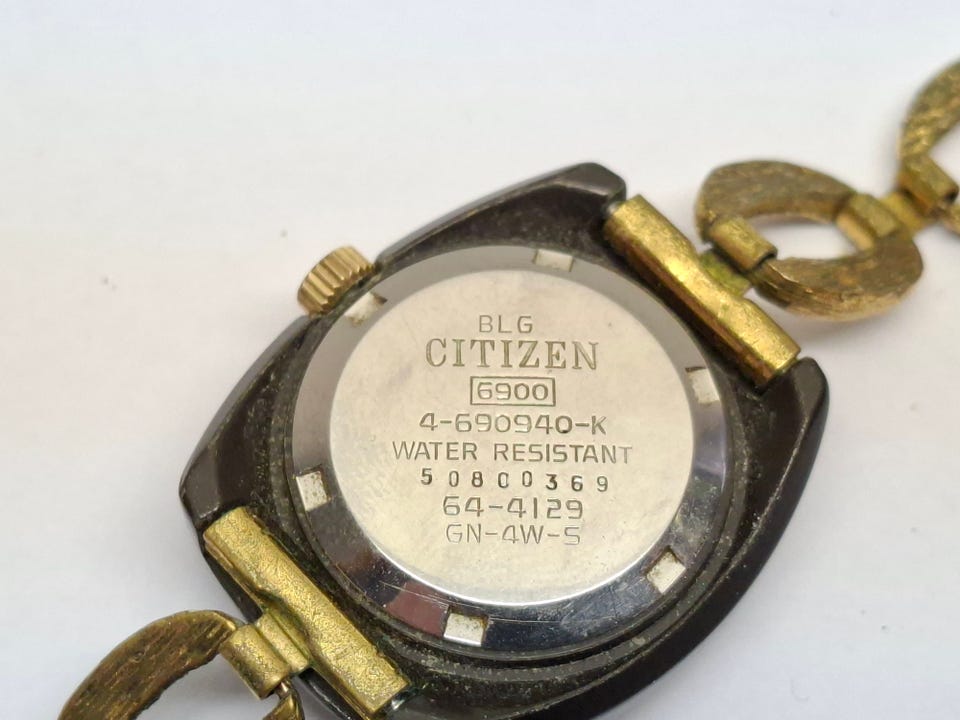 BLG
CITIZEN
6900
4-690940-K
WATER RESISTANT
50800369
64-4129
GN-4W-S